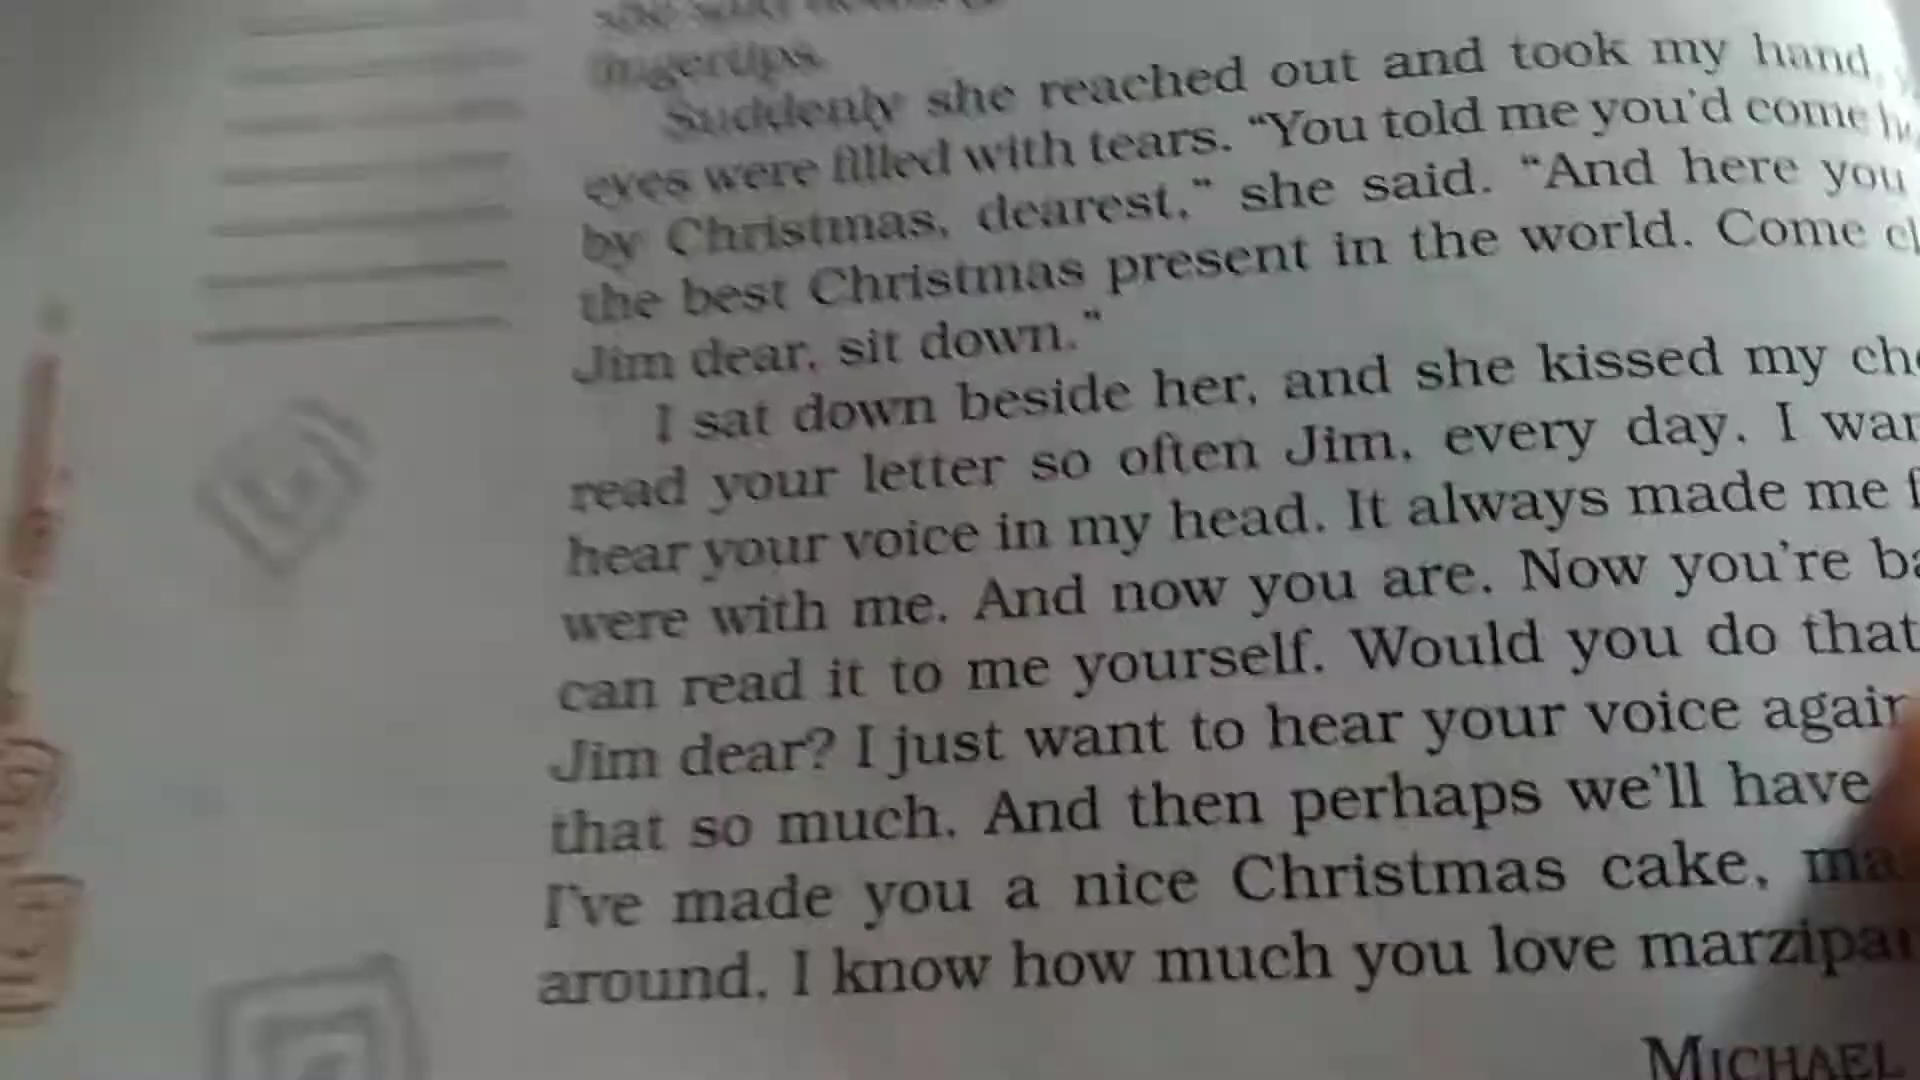 fingertips.
Suddenly she reached out and took my hand,
eyes were filled with tears. “You told me you'd come
by Christmas, dearest,” she said. “And here you
the best Christmas present in the world. Come
Jim dear, sit down.”
I sat down beside her, and she kissed my
read your letter so often Jim, every day. I
hear your voice in my head. It always made me
were with me. And now you are. Now you're
can read it to me yourself. Would you do that
Jim dear? I just want to hear your voice
that so much. And then perhaps we'll have
I've made you a nice Christmas cake,
around. I know how much you love
MICHAEL